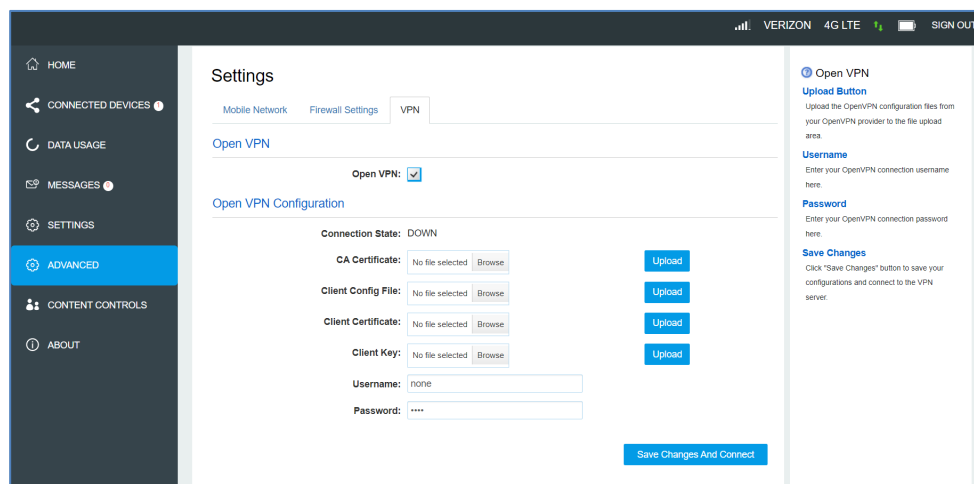 VERIZON 4G LTE SIGN OUT
HOME
CONNECTED DEVICES 1
DATA USAGE
MESSAGES 0
SETTINGS
ADVANCED
CONTENT CONTROLS
ABOUT
Settings
Mobile Network Firewall Settings VPN
Open VPN
Open VPN:
Open VPN Configuration
Connection State: DOWN
CA Certificate: No file selected Browse Upload
Client Config File: No file selected Browse Upload
Client Certificate: No file selected Browse Upload
Client Key: No file selected Browse Upload
Username: none
Password: ····
Save Changes And Connect
Open VPN
Upload Button
Upload the OpenVPN configuration files from
your OpenVPN provider to the file upload
area.
Username
Enter your OpenVPN connection username
here.
Password
Enter your OpenVPN connection password
here.
Save Changes
Click "Save Changes" button to save your
configurations and connect to the VPN
server.